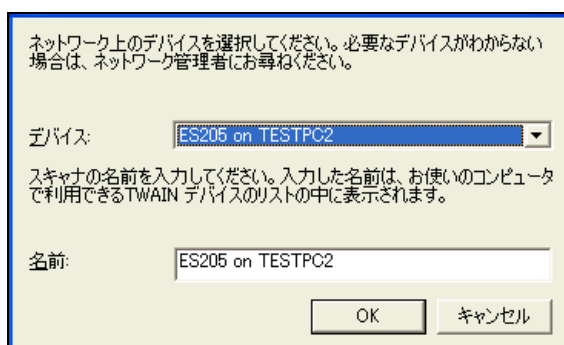 ネットワーク上のデバイスを選択してください。必要なデバイスがわからない
場合は、ネットワーク管理者にお尋ねください。
デバイス:
ES205 on TESTPC2
スキャナの名前を入力してください。入力した名前は、お使いのコンピュータ
で利用できるTWAIN デバイスのリストの中に表示されます。
名前:
ES205 on TESTPC2
OK
キャンセル